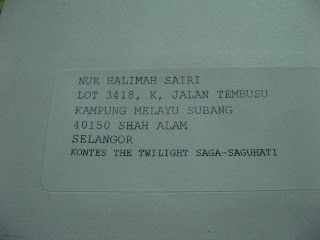 NUR HALIMAH SAIRI
LOT 3418, K, JALAN TEMBUSU
KAMPUNG MELAYU SUBANG
40150 SHAH ALAM
SELANGOR
KONTES THE TWILIGHT SAGA-SAGUHATI